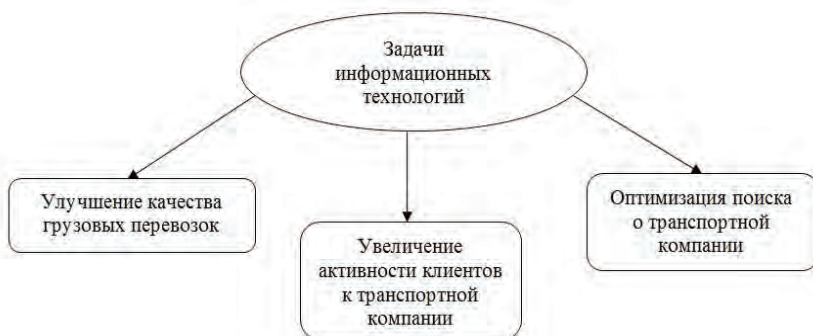 Задачи
информационных
технологий
Улучшение качества
грузовых перевозок
Увеличение
активности клиентов
к транспортной
компании
Оптимизация поиска
о транспортной
компании